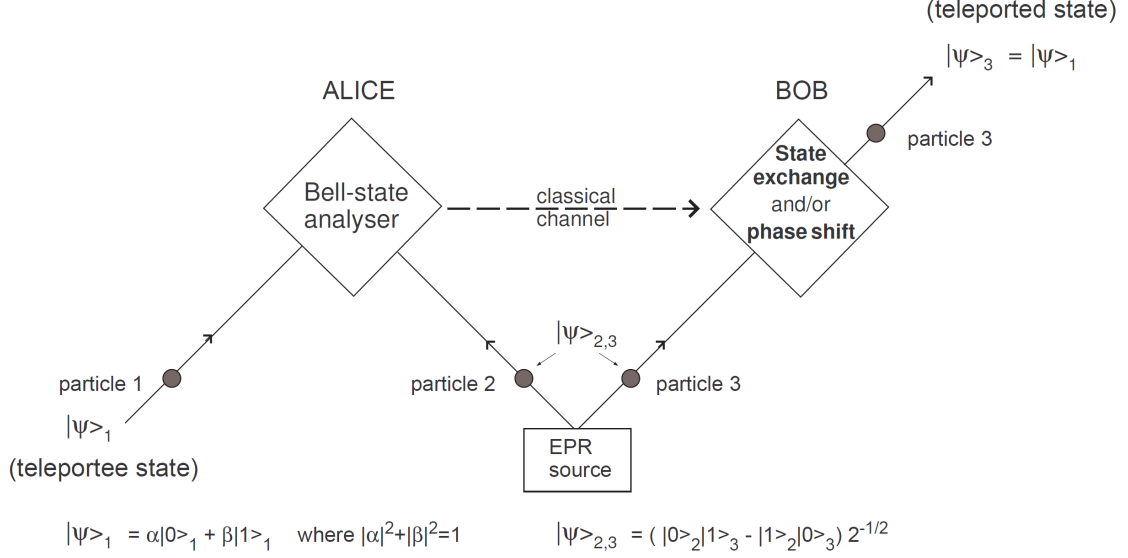 (teleported state)
|ψ>₃ = |ψ>₁
ALICE
BOB
particle 3
State
exchange
and/or
phase shift
Bell-state
analyser
classical
channel
|ψ>₂,₃
particle 1
particle 2
particle 3
|ψ>₁
(teleportee state)
EPR
source
|ψ>₁ = α|0>₁ + β|1>₁ where |α|²+|β|²=1
|ψ>₂,₃ = ( |0>₂|1>₃ - |1>₂|0>₃) 2⁻¹/²